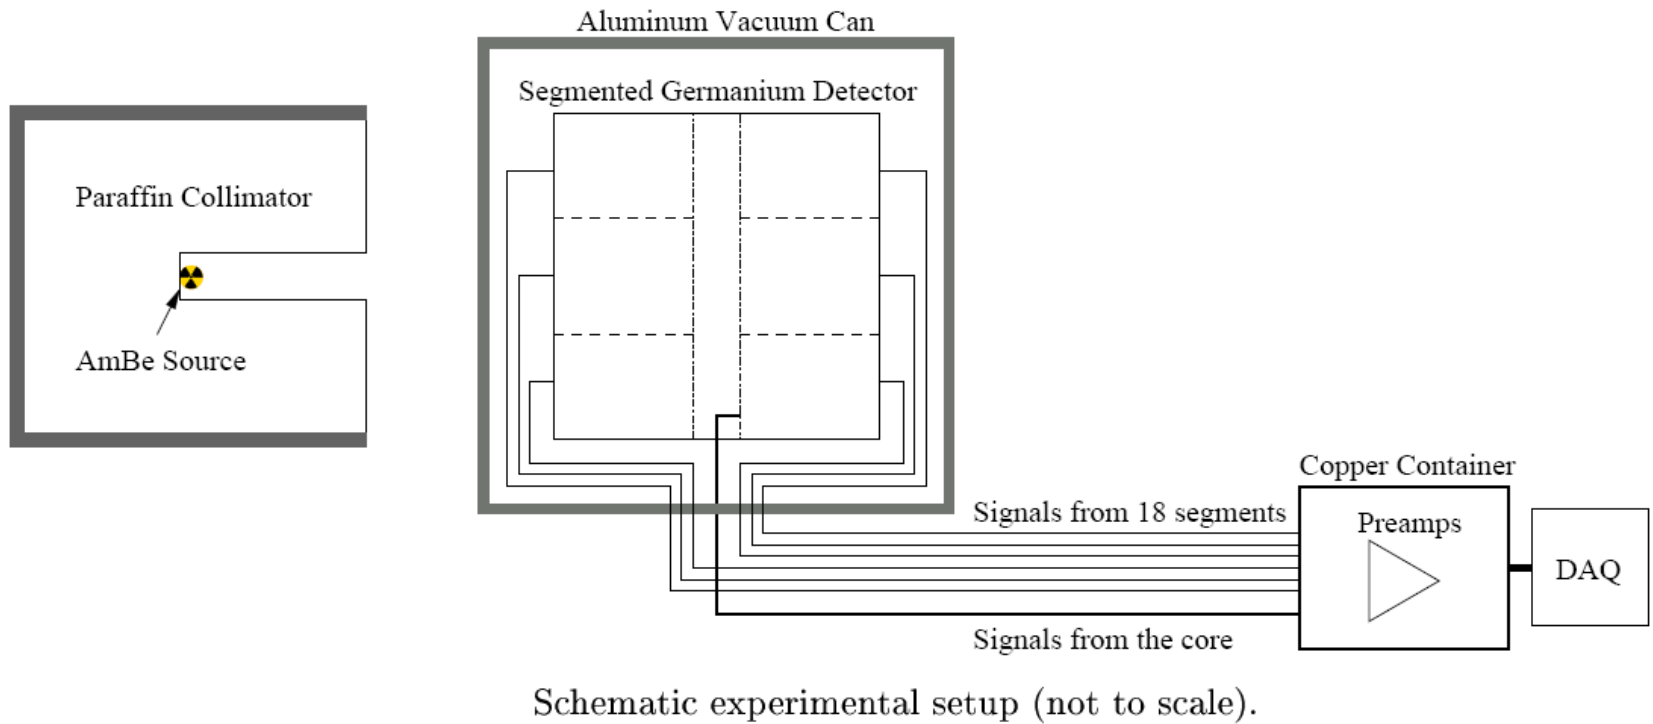 Aluminum Vacuum Can
Segmented Germanium Detector
Paraffin Collimator
AmBe Source
Copper Container
Signals from 18 segments
Preamps
DAQ
Signals from the core
Schematic experimental setup (not to scale).